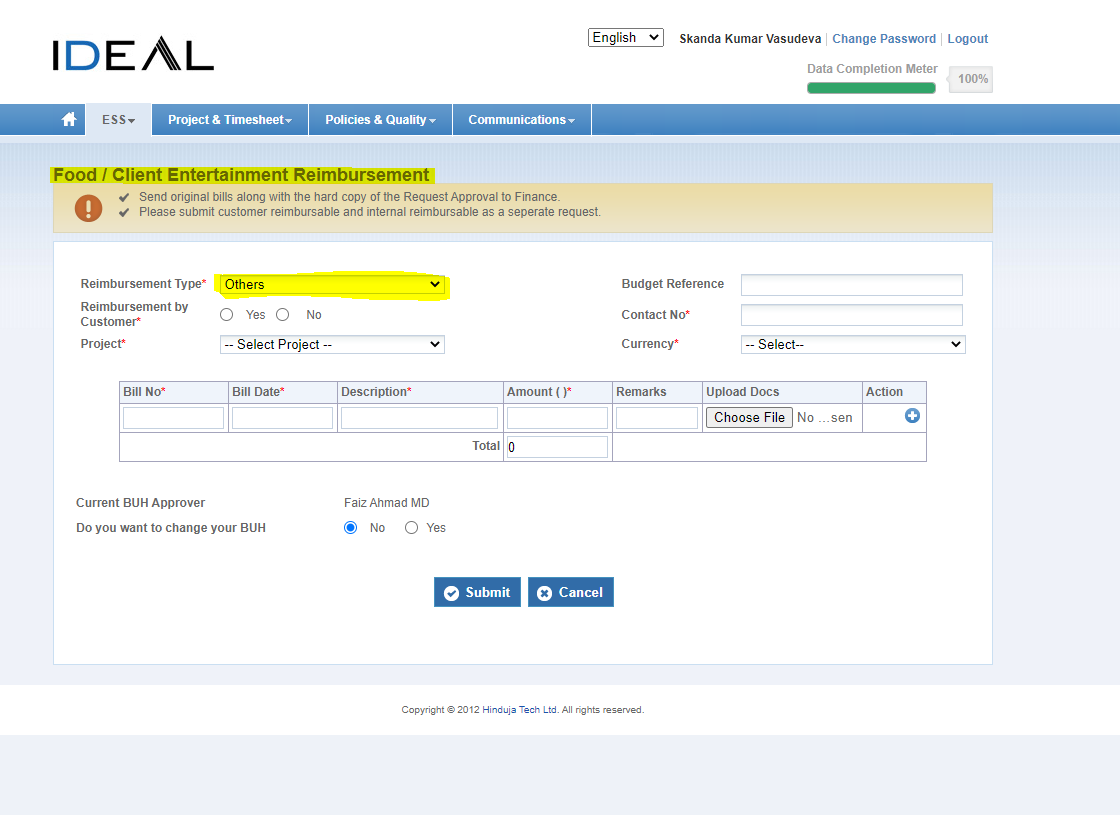 IDEAL
English
Skanda Kumar Vasudeva | Change Password | Logout
Data Completion Meter
100%
ESS
Project & Timesheet
Policies & Quality
Communications
Food / Client Entertainment Reimbursement
Send original bills along with the hard copy of the Request Approval to Finance.
Please submit customer reimbursable and internal reimbursable as a seperate request.
Reimbursement Type* Others
Budget Reference
Reimbursement by Customer* Yes No
Contact No*
Project* -- Select Project --
Currency* -- Select--
Bill No* Bill Date* Description* Amount ( )* Remarks Upload Docs Action
Choose File No ...sen
Total 0
Current BUH Approver Faiz Ahmad MD
Do you want to change your BUH No Yes
Submit Cancel
Copyright © 2012 Hinduja Tech Ltd. All rights reserved.